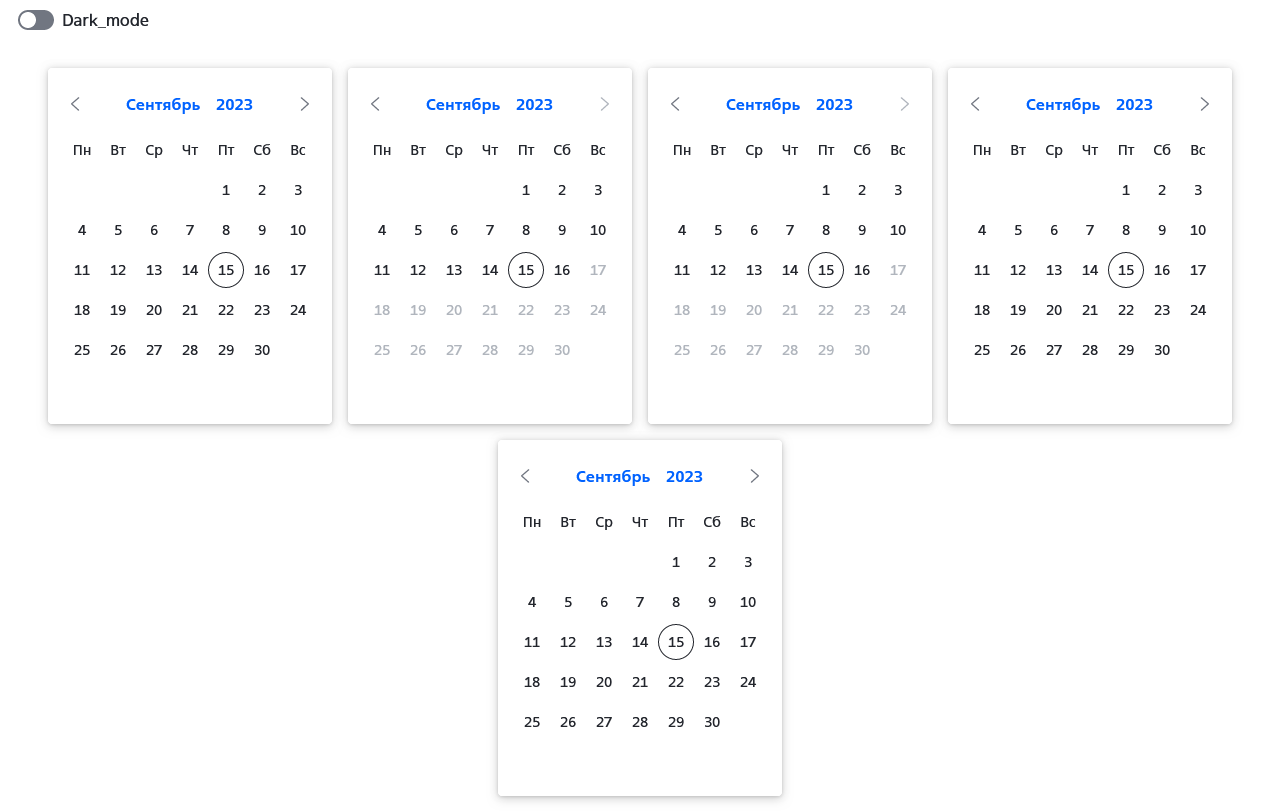 Dark_mode
Сентябрь 2023 Сентябрь 2023 Сентябрь 2023 Сентябрь 2023
Пн Вт Ср Чт Пт Сб Вс Пн Вт Ср Чт Пт Сб Вс Пн Вт Ср Чт Пт Сб Вс Пн Вт Ср Чт Пт Сб Вс
1 2 3 1 2 3 1 2 3 1 2 3
4 5 6 7 8 9 10 4 5 6 7 8 9 10 4 5 6 7 8 9 10 4 5 6 7 8 9 10
11 12 13 14 15 16 17 11 12 13 14 15 16 17 11 12 13 14 15 16 17 11 12 13 14 15 16 17
18 19 20 21 22 23 24 18 19 20 21 22 23 24 18 19 20 21 22 23 24 18 19 20 21 22 23 24
25 26 27 28 29 30 25 26 27 28 29 30 25 26 27 28 29 30 25 26 27 28 29 30
Сентябрь 2023
Пн Вт Ср Чт Пт Сб Вс
1 2 3
4 5 6 7 8 9 10
11 12 13 14 15 16 17
18 19 20 21 22 23 24
25 26 27 28 29 30